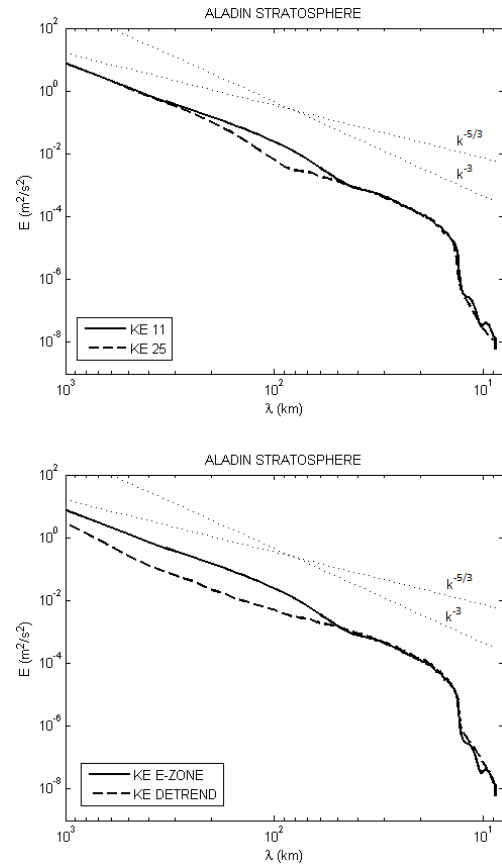 ALADIN STRATOSPHERE
10^2
10^0
10^-2
10^-4
10^-6
10^-8
E (m^2/s^2)
k^-5/3
k^-3
KE 11
KE 25
10^3
10^2
10^1
λ (km)
ALADIN STRATOSPHERE
10^2
10^0
10^-2
10^-4
10^-6
10^-8
E (m^2/s^2)
k^-5/3
k^-3
KE E-ZONE
KE DETREND
10^3
10^2
10^1
λ (km)